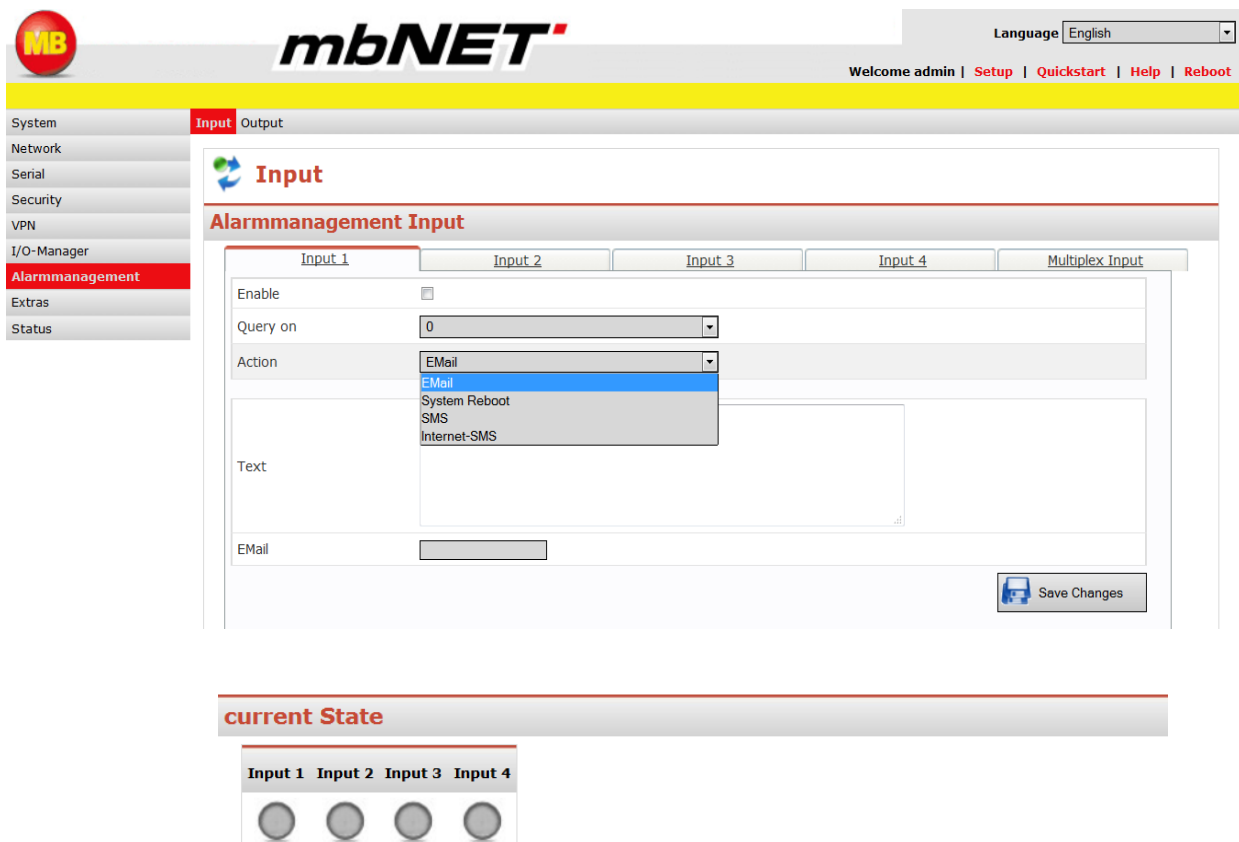 MB
mbNET
Language English
Welcome admin | Setup | Quickstart | Help | Reboot
System
Network
Serial
Security
VPN
I/O-Manager
Alarmmanagement
Extras
Status
Input Output
Input
Alarmmanagement Input
Input 1 Input 2 Input 3 Input 4 Multiplex Input
Enable
Query on 0
Action EMail
EMail
System Reboot
SMS
Internet-SMS
Text
EMail
Save Changes
current State
Input 1 Input 2 Input 3 Input 4